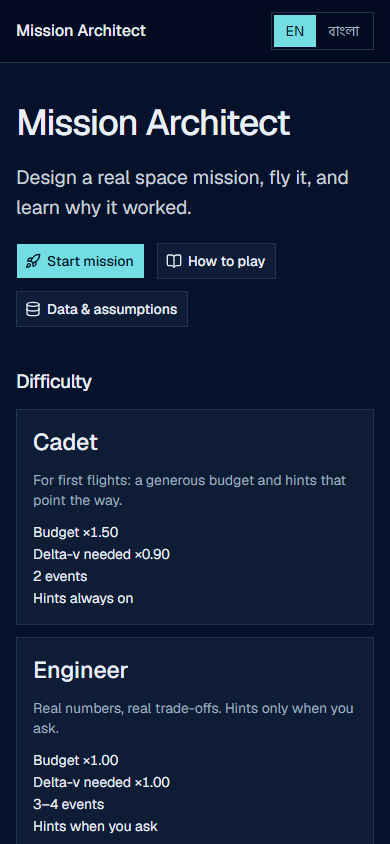 Mission Architect
EN
বাংলা
Mission Architect
Design a real space mission, fly it, and
learn why it worked.
Start mission
How to play
Data & assumptions
Difficulty
Cadet
For first flights: a generous budget and hints that
point the way.
Budget ×1.50
Delta-v needed ×0.90
2 events
Hints always on
Engineer
Real numbers, real trade-offs. Hints only when you
ask.
Budget ×1.00
Delta-v needed ×1.00
3–4 events
Hints when you ask